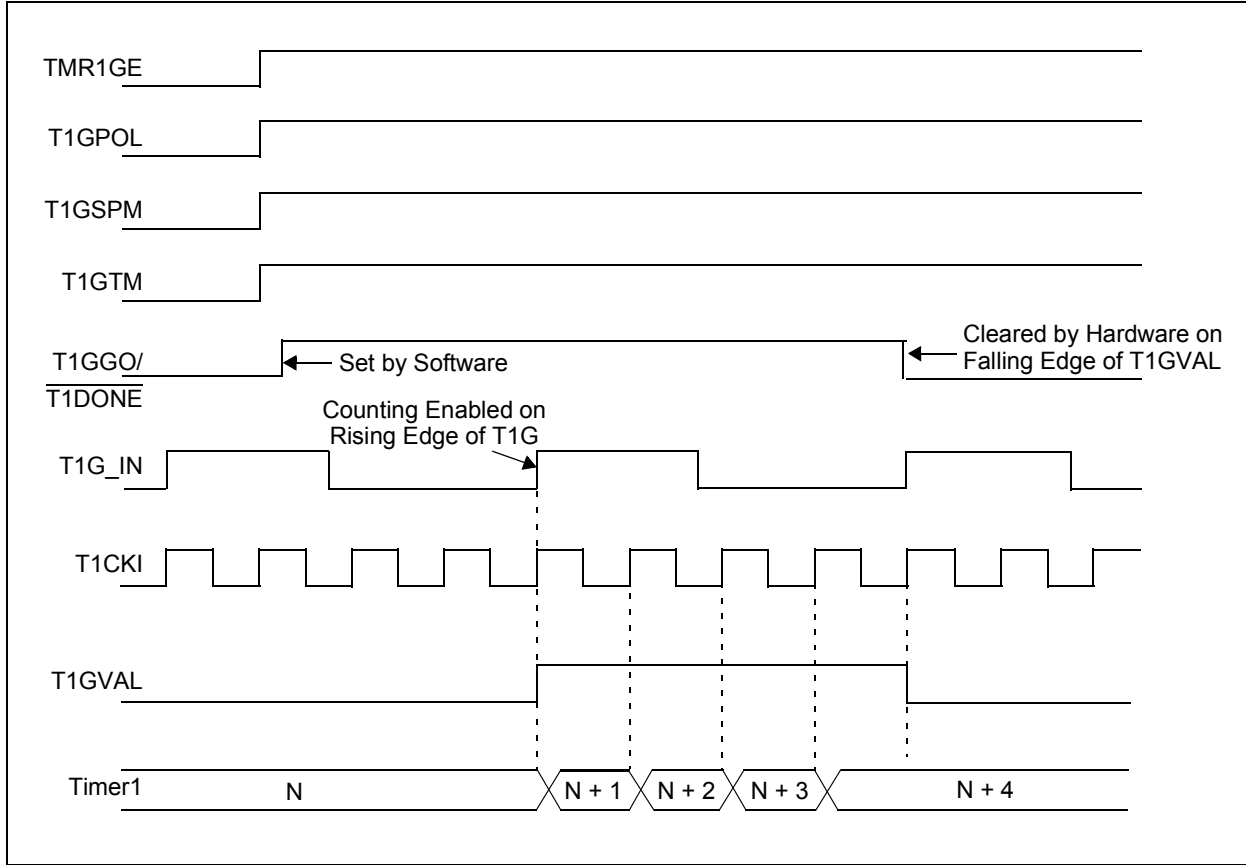 TMR1GE
T1GPOL
T1GSPM
T1GTM
T1GGO/
T1DONE
Set by Software
Cleared by Hardware on
Falling Edge of T1GVAL
Counting Enabled on
Rising Edge of T1G
T1G_IN
T1CKI
T1GVAL
Timer1
N
N + 1
N + 2
N + 3
N + 4